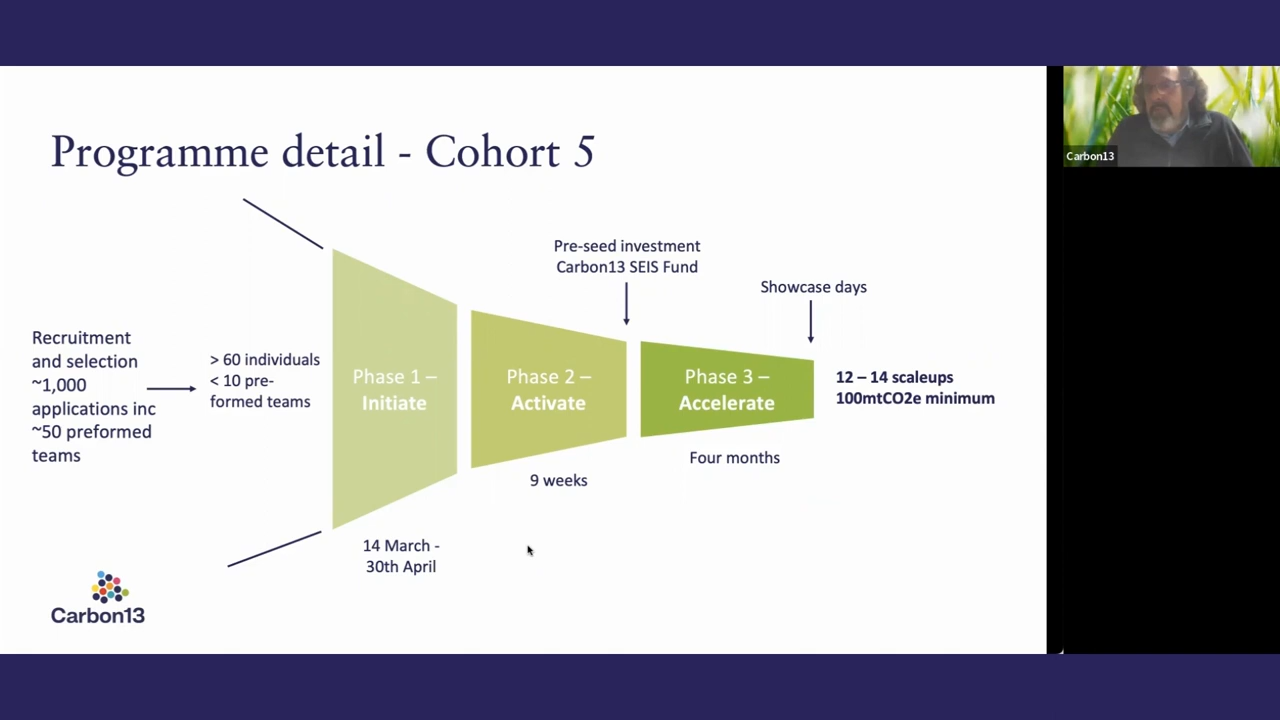 Programme detail - Cohort 5
Recruitment
and selection
~1,000
applications inc
~50 preformed
teams
> 60 individuals
< 10 pre-
formed teams
Phase 1 –
Initiate
14 March -
30th April
Phase 2 –
Activate
9 weeks
Pre-seed investment
Carbon13 SEIS Fund
Phase 3 –
Accelerate
Four months
Showcase days
12 – 14 scaleups
100mtCO2e minimum
Carbon13
Carbon13